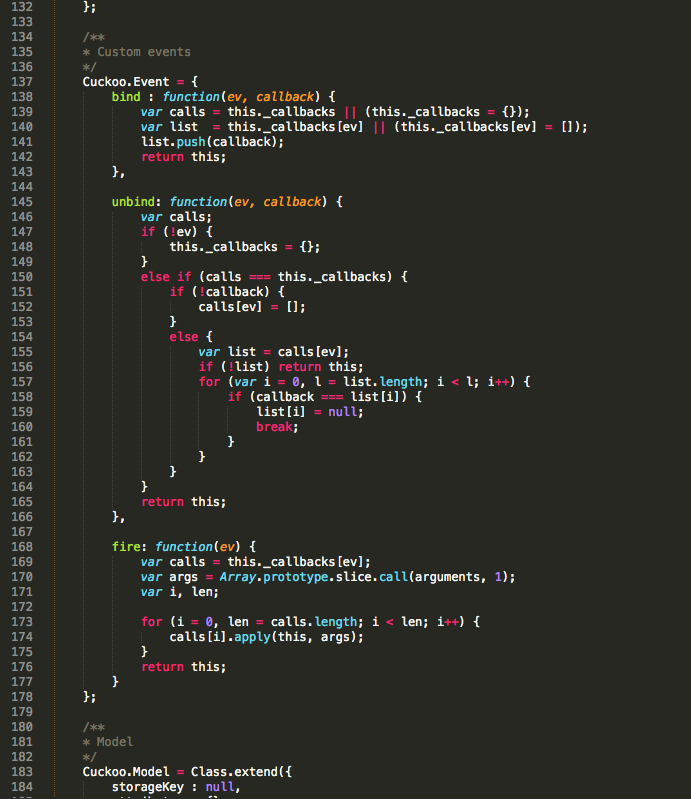 132 };
133
134 /**
135 * Custom events
136 */
137 Cuckoo.Event = {
138 bind : function(ev, callback) {
139 var calls = this._callbacks || (this._callbacks = {});
140 var list  = this._callbacks[ev] || (this._callbacks[ev] = []);
141 list.push(callback);
142 return this;
143 },
144
145 unbind: function(ev, callback) {
146 var calls;
147 if (!ev) {
148 this._callbacks = {};
149 }
150 else if (calls === this._callbacks) {
151 if (!callback) {
152 calls[ev] = [];
153 }
154 else {
155 var list = calls[ev];
156 if (!list) return this;
157 for (var i = 0, l = list.length; i < l; i++) {
158 if (callback === list[i]) {
159 list[i] = null;
160 break;
161 }
162 }
163 }
164 }
165 return this;
166 },
167
168 fire: function(ev) {
169 var calls = this._callbacks[ev];
170 var args = Array.prototype.slice.call(arguments, 1);
171 var i, len;
172
173 for (i = 0, len = calls.length; i < len; i++) {
174 calls[i].apply(this, args);
175 }
176 return this;
177 }
178 };
179
180 /**
181 * Model
182 */
183 Cuckoo.Model = Class.extend({
184 storageKey : null,